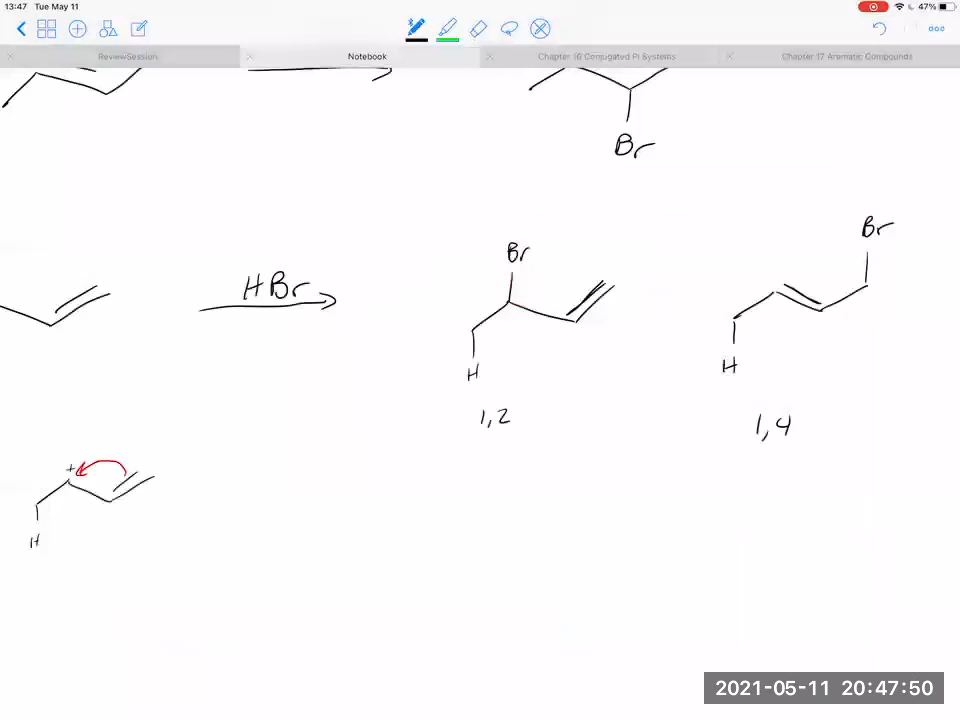 13:47 Tue May 11
47%
ReviewSession
Notebook
Chapter 16 Conjugated Pi Systems
Chapter 17 Aromatic Compounds
Br
Br
HBr
Br
H
H
1,2
1,4
+
H
2021-05-11 20:47:50